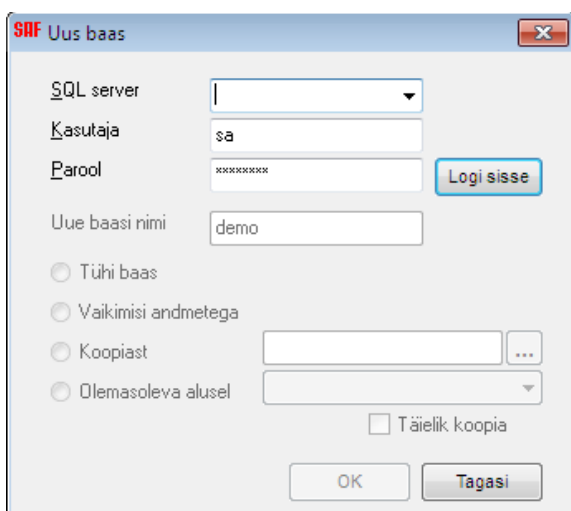 SAF Uus baas
SQL server
Kasutaja sa
Parool ******** Logi sisse
Uue baasi nimi demo
Tühi baas
Vaikimisi andmetega
Koopiast ...
Olemasoleva alusel
Täielik koopia
OK Tagasi